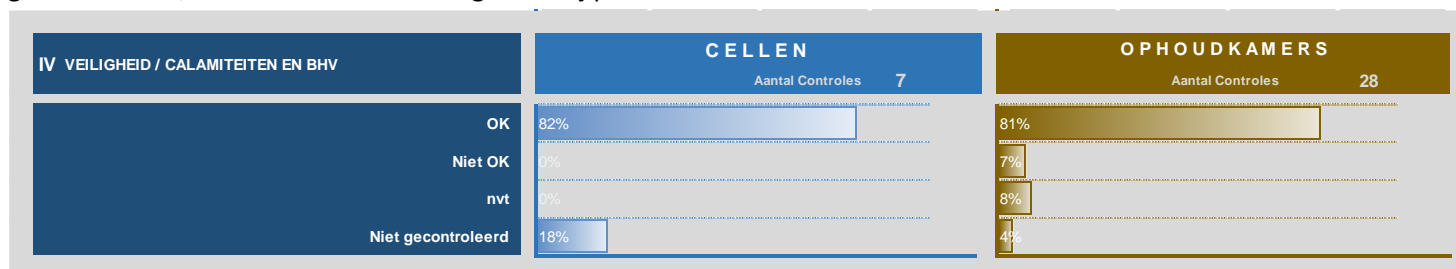 IV VEILIGHEID / CALAMITEITEN EN BHV
CELLEN
Aantal Controles 7
OPHOUDKAMERS
Aantal Controles 28
OK 82% 81%
Niet OK 0% 7%
nvt 0% 8%
Niet gecontroleerd 18% 4%